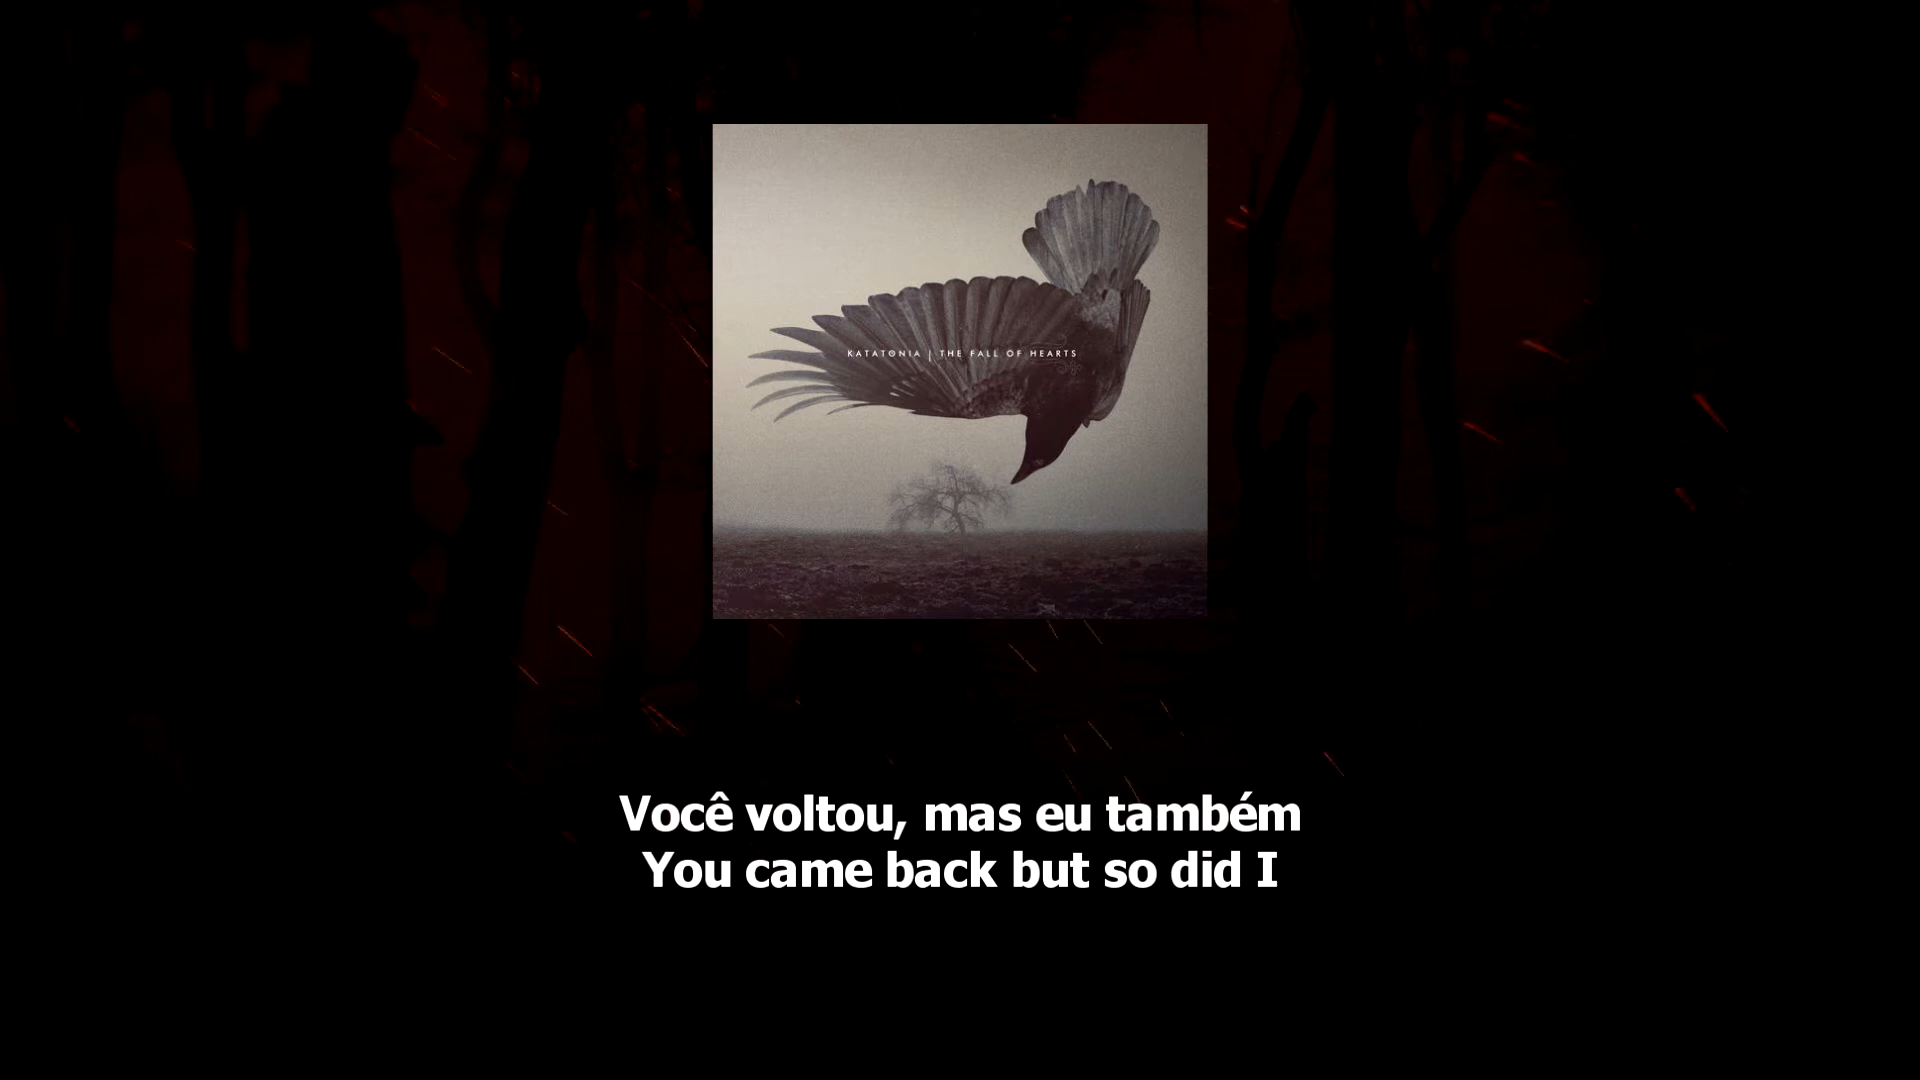 KATATONIA | THE FALL OF HEARTS
Você voltou, mas eu também
You came back but so did I